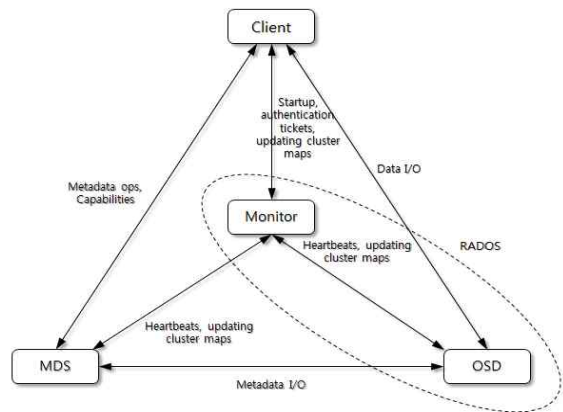 Client
Startup,
authentication
tickets,
updating cluster
maps
Metadata ops,
Capabilities
Data I/O
Monitor
RADOS
Heartbeats, updating
cluster maps
Heartbeats, updating
cluster maps
MDS
OSD
Metadata I/O